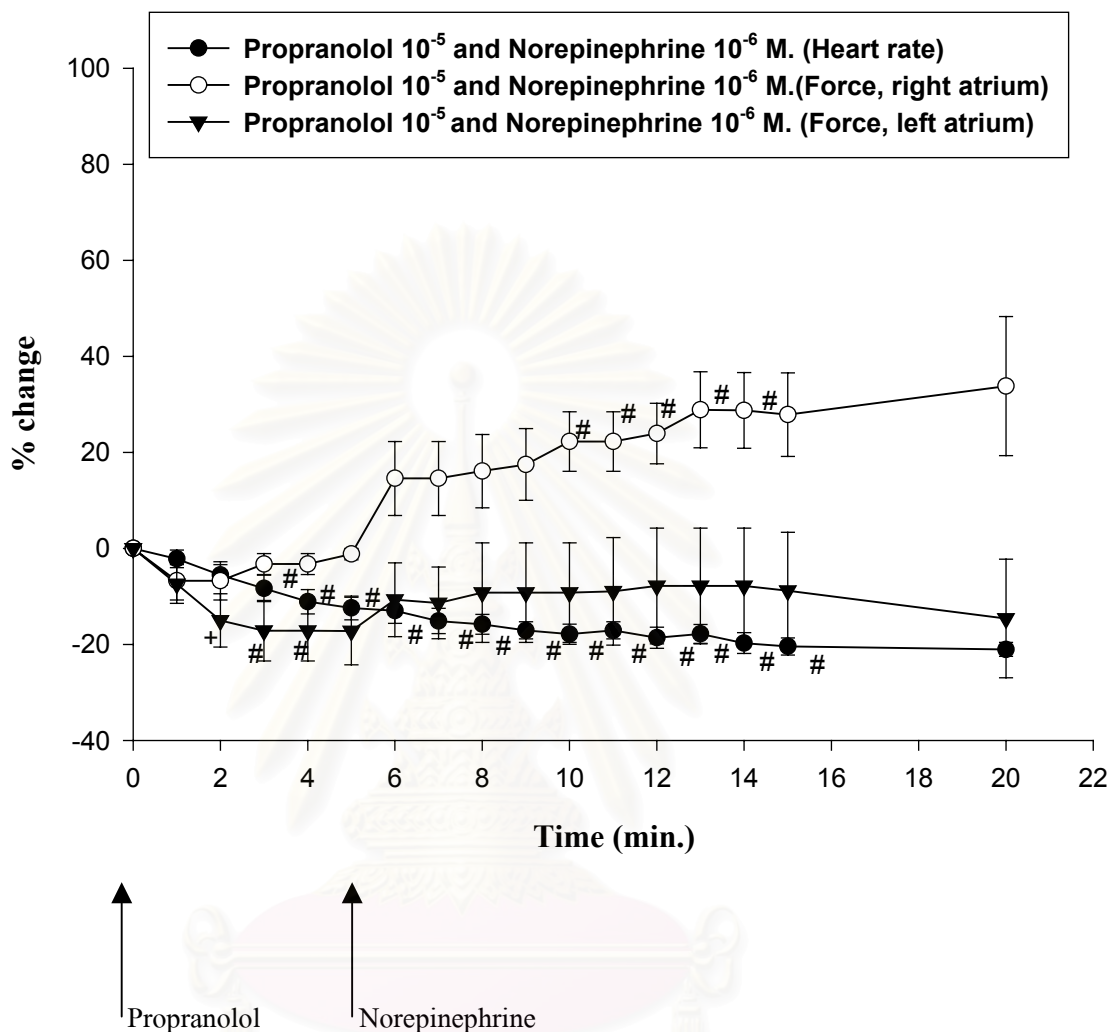 Propranolol 10⁻⁵ and Norepinephrine 10⁻⁶ M. (Heart rate)
Propranolol 10⁻⁵ and Norepinephrine 10⁻⁶ M.(Force, right atrium)
Propranolol 10⁻⁵ and Norepinephrine 10⁻⁶ M. (Force, left atrium)
100
80
60
40
20
0
-20
-40
% change
# # # # #
# # #
+ # #
# # # # # # # # # #
0 2 4 6 8 10 12 14 16 18 20 22
Time (min.)
Propranolol Norepinephrine